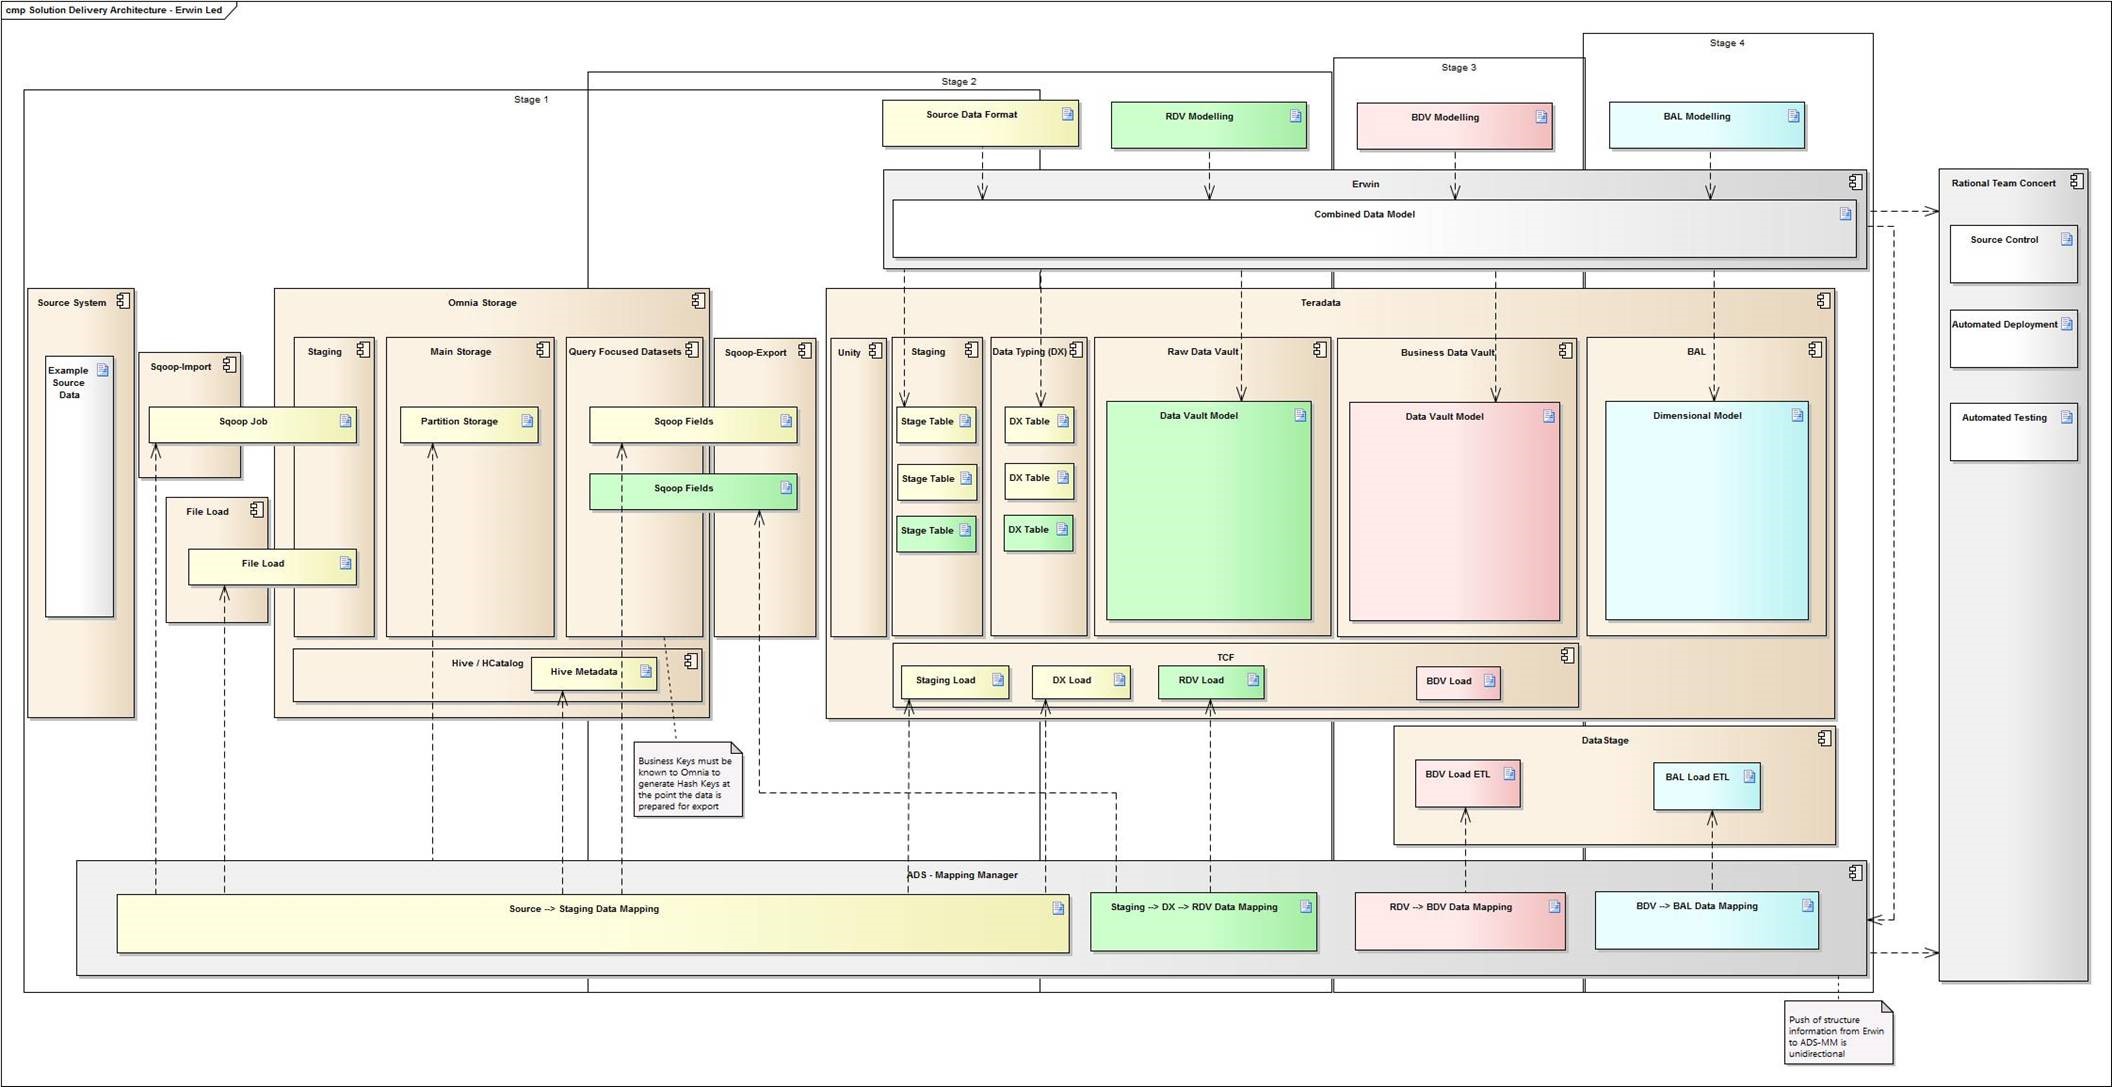 cmp Solution Delivery Architecture - Erwin Led
Stage 4
Stage 3
Stage 2
Stage 1
Source Data Format
RDV Modelling
BDV Modelling
BAL Modelling
Erwin
Combined Data Model
Rational Team Concert
Source Control
Automated Deployment
Automated Testing
Source System
Example
Source
Data
Sqoop-Import
Sqoop Job
File Load
File Load
Omnia Storage
Staging
Main Storage
Partition Storage
Query Focused Datasets
Sqoop Fields
Sqoop Fields
Hive / HCatalog
Hive Metadata
Sqoop-Export
Teradata
Unity
Staging
Stage Table
Stage Table
Stage Table
Data Typing (DX)
DX Table
DX Table
DX Table
Raw Data Vault
Data Vault Model
Business Data Vault
Data Vault Model
BAL
Dimensional Model
TCF
Staging Load
DX Load
RDV Load
BDV Load
Business Keys must be
known to Omnia to
generate Hash Keys at
the point the data is
prepared for export
DataStage
BDV Load ETL
BAL Load ETL
ADS - Mapping Manager
Source --> Staging Data Mapping
Staging --> DX --> RDV Data Mapping
RDV --> BDV Data Mapping
BDV --> BAL Data Mapping
Push of structure
information from Erwin
to ADS-MM is
unidirectional